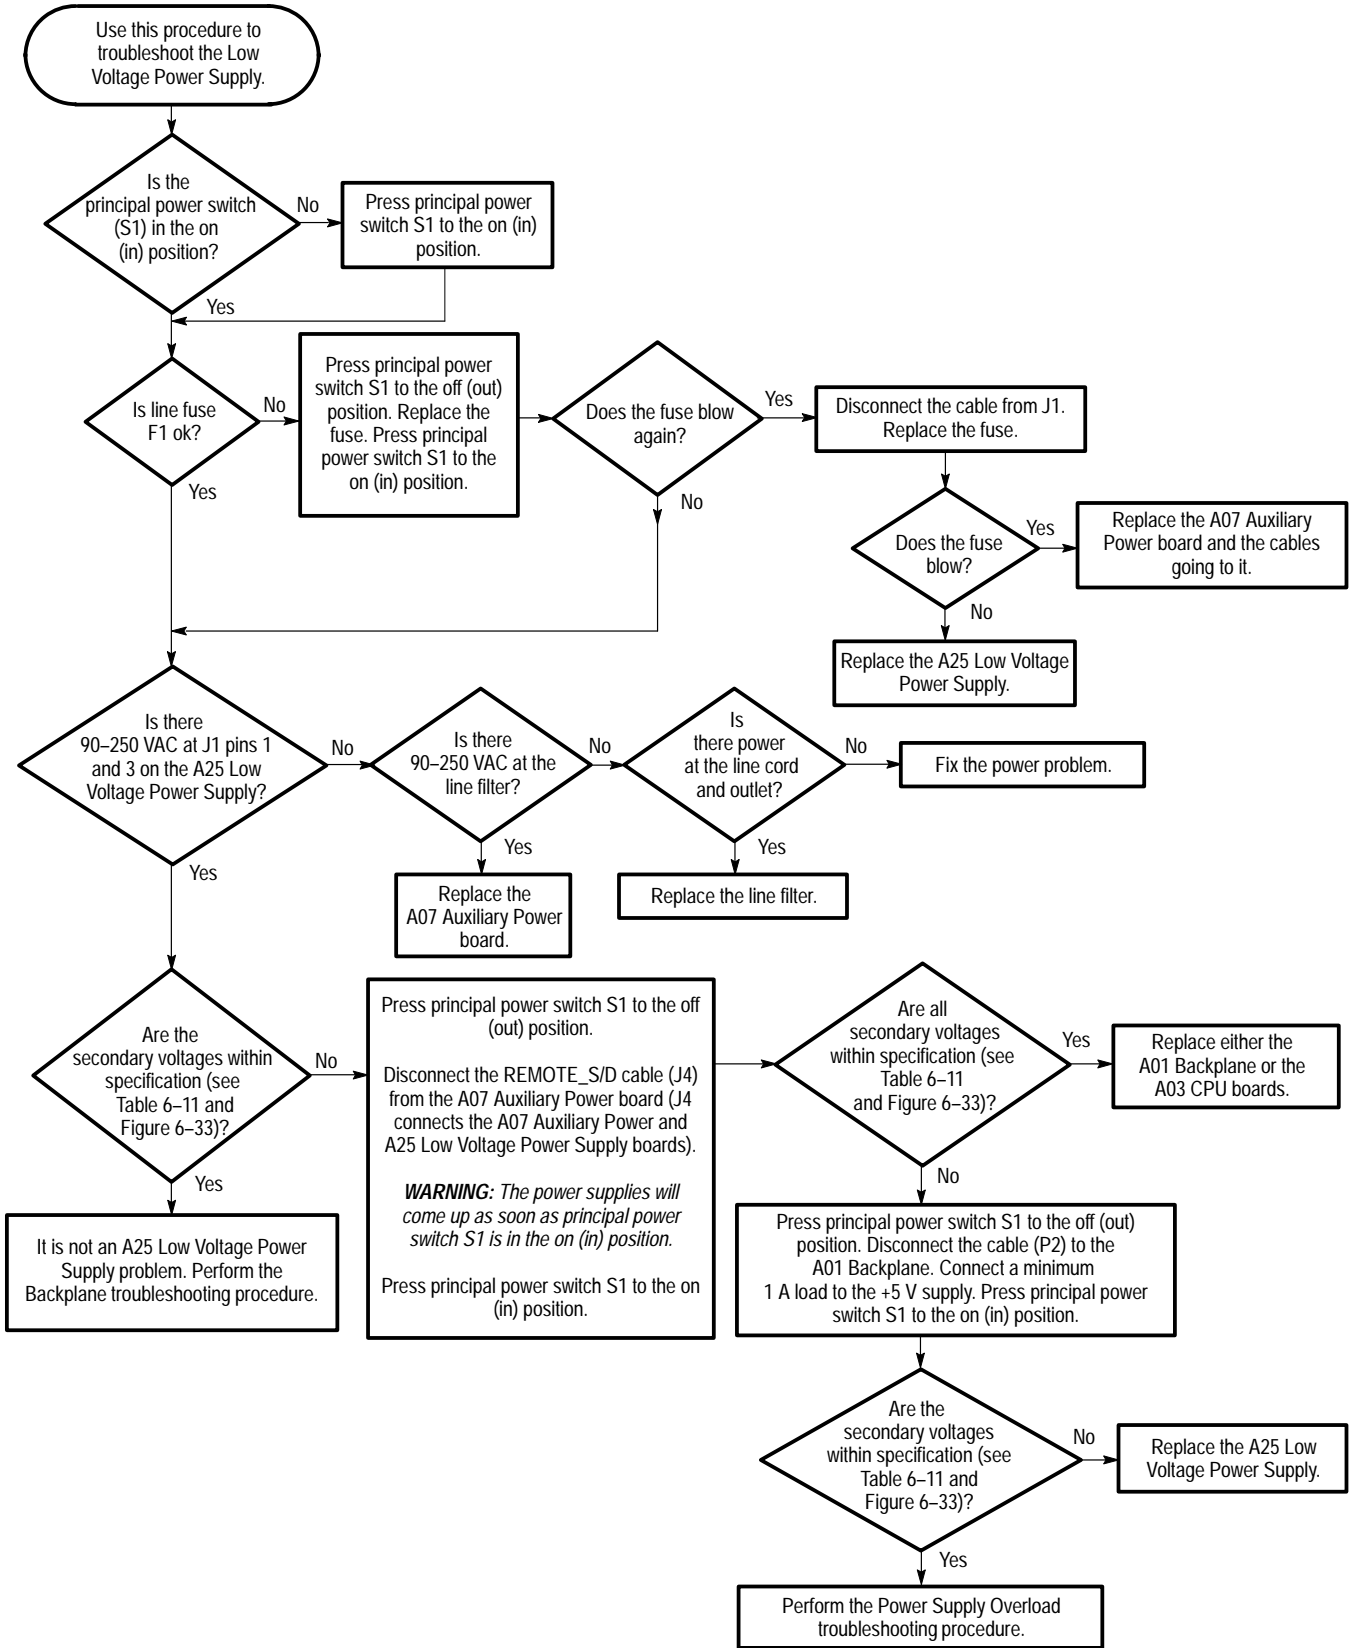 Use this procedure to
troubleshoot the Low
Voltage Power Supply.
Is the
principal power switch
(S1) in the on
(in) position?
No
Press principal power
switch S1 to the on (in)
position.
Yes
Is line fuse
F1 ok?
No
Press principal power
switch S1 to the off (out)
position. Replace the
fuse. Press principal
power switch S1 to the
on (in) position.
Does the fuse blow
again?
Yes
Disconnect the cable from J1.
Replace the fuse.
Yes
No
Does the fuse
blow?
Yes
Replace the A07 Auxiliary
Power board and the cables
going to it.
No
Replace the A25 Low Voltage
Power Supply.
Is there
90–250 VAC at J1 pins 1
and 3 on the A25 Low
Voltage Power Supply?
No
Is there
90–250 VAC at the
line filter?
No
Is
there power
at the line cord
and outlet?
No
Fix the power problem.
Yes
Yes
Yes
Replace the
A07 Auxiliary Power
board.
Replace the line filter.
Are the
secondary voltages within
specification (see
Table 6–11 and
Figure 6–33)?
No
Press principal power switch S1 to the off
(out) position.
Disconnect the REMOTE_S/D cable (J4)
from the A07 Auxiliary Power board (J4
connects the A07 Auxiliary Power and
A25 Low Voltage Power Supply boards).
WARNING: The power supplies will
come up as soon as principal power
switch S1 is in the on (in) position.
Press principal power switch S1 to the on
(in) position.
Are all
secondary voltages
within specification (see
Table 6–11
and Figure 6–33)?
Yes
Replace either the
A01 Backplane or the
A03 CPU boards.
Yes
It is not an A25 Low Voltage Power
Supply problem. Perform the
Backplane troubleshooting procedure.
No
Press principal power switch S1 to the off (out)
position. Disconnect the cable (P2) to the
A01 Backplane. Connect a minimum
1 A load to the +5 V supply. Press principal power
switch S1 to the on (in) position.
Are the
secondary voltages
within specification (see
Table 6–11 and
Figure 6–33)?
No
Replace the A25 Low
Voltage Power Supply.
Yes
Perform the Power Supply Overload
troubleshooting procedure.